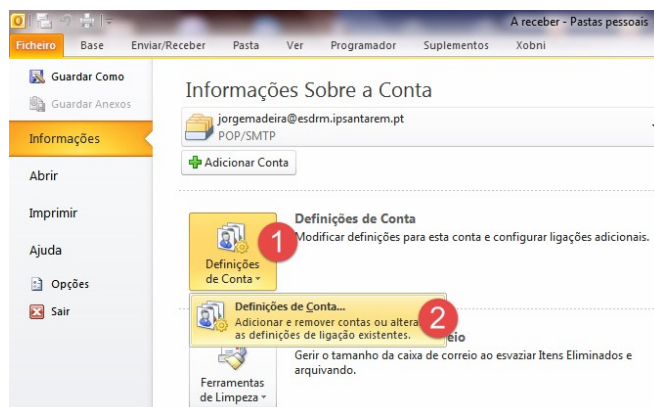 A receber - Pastas pessoais
Ficheiro Base Enviar/Receber Pasta Ver Programador Suplementos Xobni
Guardar Como
Guardar Anexos
Informações
Abrir
Imprimir
Ajuda
Opções
Sair
Informações Sobre a Conta
jorgemadeira@esdrm.ipsantarem.pt
POP/SMTP
Adicionar Conta
Definições
de Conta
1
Definições de Conta
Modificar definições para esta conta e configurar ligações adicionais.
Definições de Conta...
Adicionar e remover contas ou altera
as definições de ligação existentes.
2
eio
Gerir o tamanho da caixa de correio ao esvaziar Itens Eliminados e
arquivando.
Ferramentas
de Limpeza